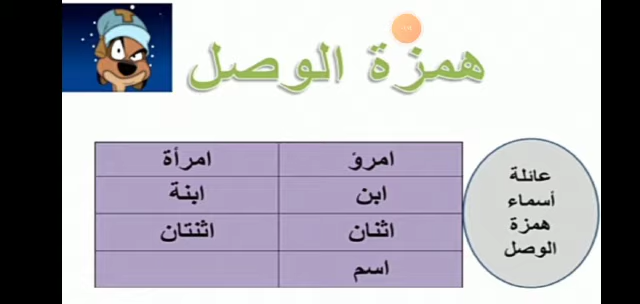 همزة الوصل
عائلة
أسماء
همزة
الوصل
امرؤ امرأة
ابن ابنة
اثنان اثنتان
اسم